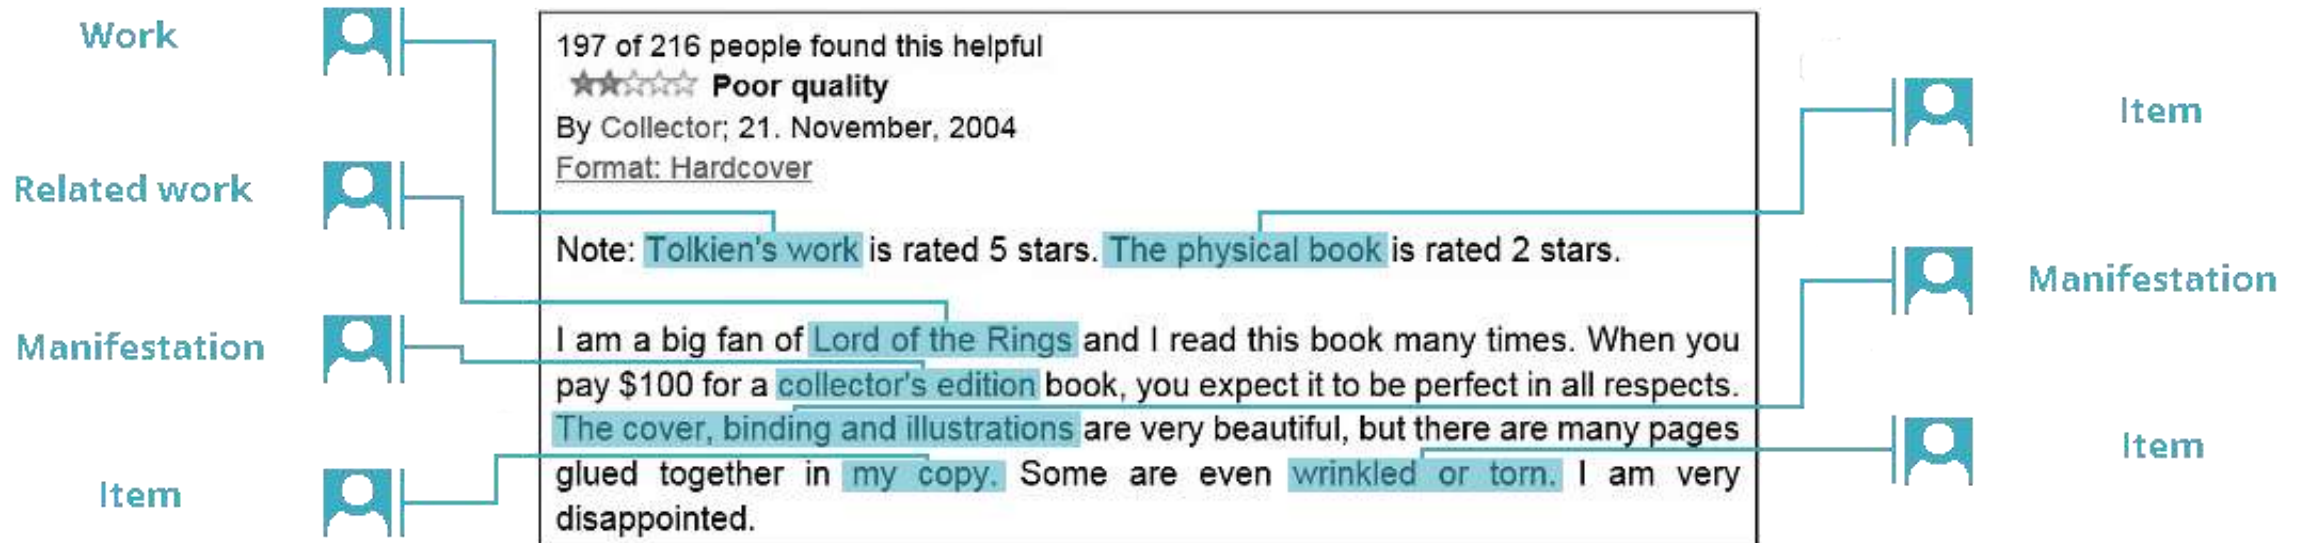 Work
Related work
Manifestation
Item
197 of 216 people found this helpful
Poor quality
By Collector; 21. November, 2004
Format: Hardcover
Note: Tolkien's work is rated 5 stars. The physical book is rated 2 stars.
I am a big fan of Lord of the Rings and I read this book many times. When you
pay $100 for a collector's edition book, you expect it to be perfect in all respects.
The cover, binding and illustrations are very beautiful, but there are many pages
glued together in my copy. Some are even wrinkled or torn. I am very
disappointed.
Item
Manifestation
Item